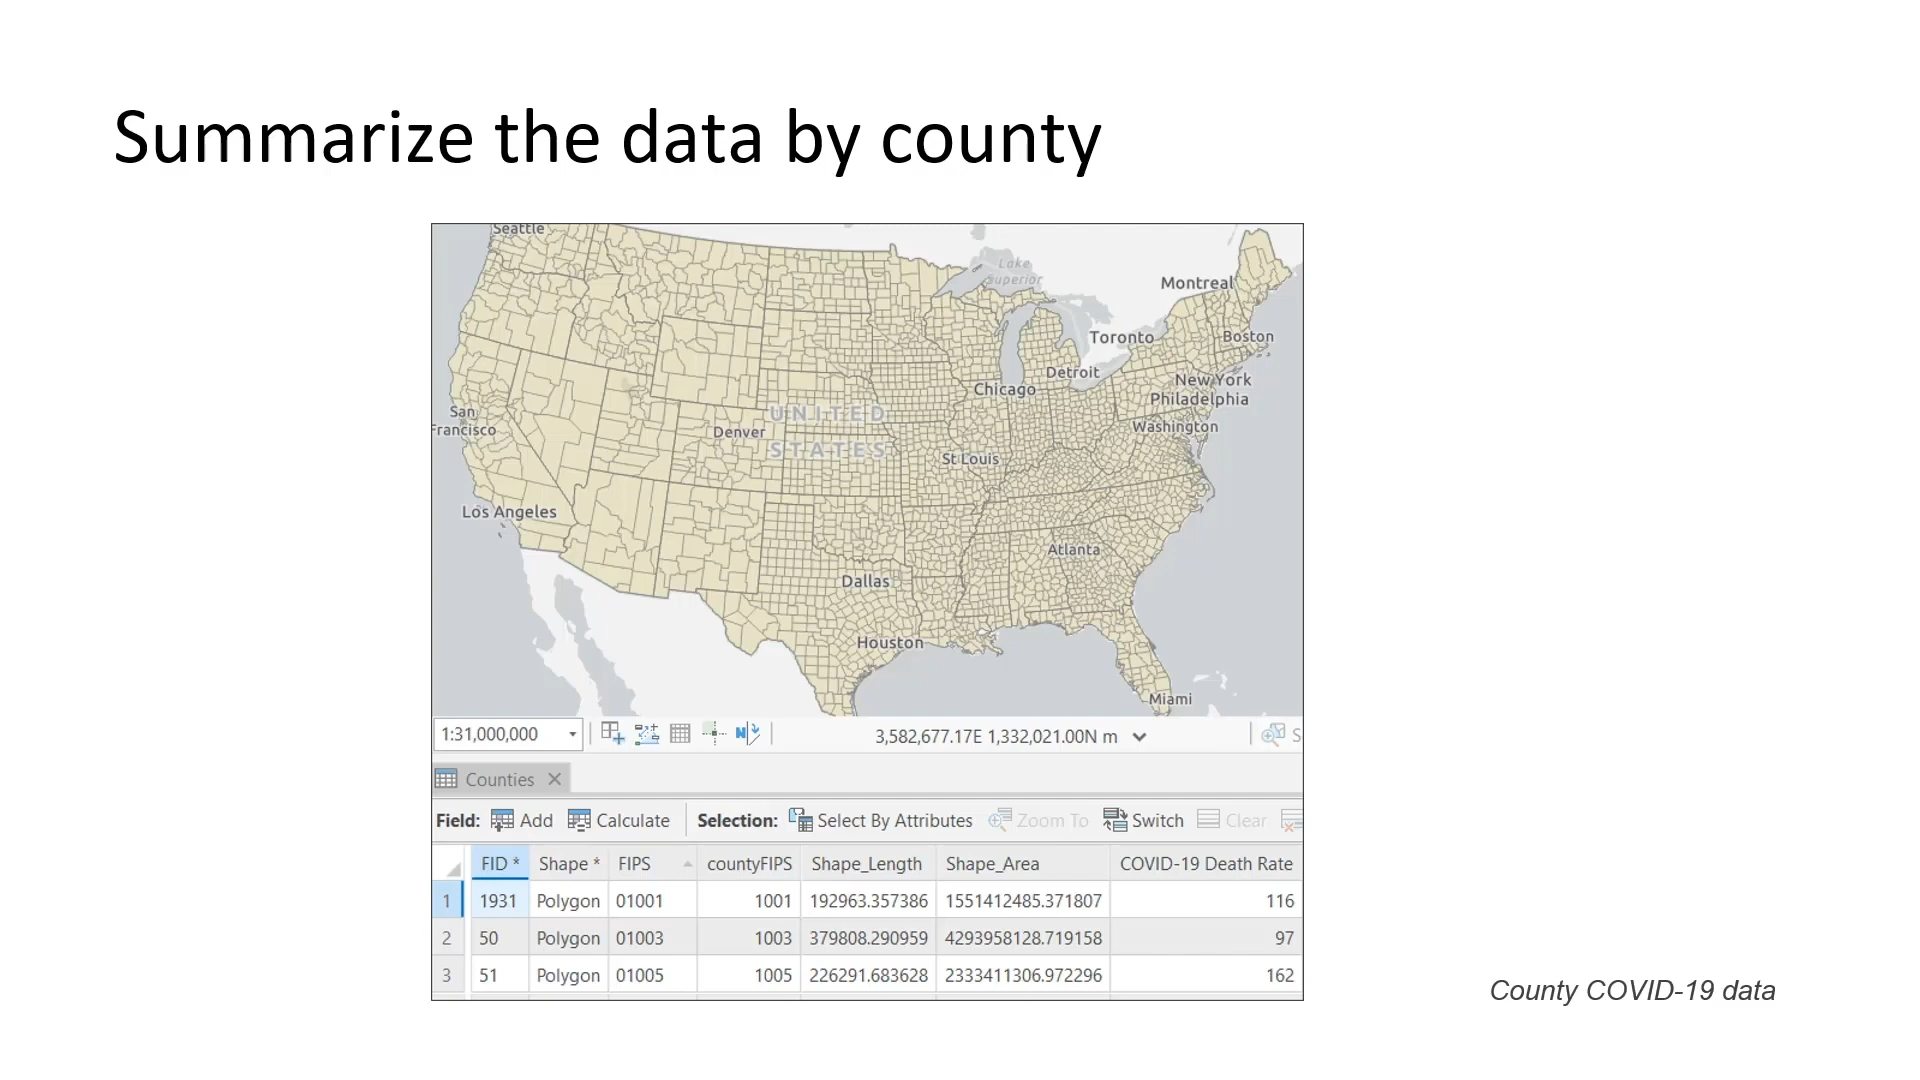 Summarize the data by county
Seattle
Lake
Superior
Montreal
Toronto
Boston
Detroit
Chicago
New York
Philadelphia
San
Francisco
UNITED
Denver
Washington
STATES
St Louis
Los Angeles
Atlanta
Dallas
Houston
Miami
1:31,000,000 3,582,677.17E 1,332,021.00N m S
Counties
Field: Add Calculate Selection: Select By Attributes Zoom To Switch Clear
FID * Shape * FIPS countyFIPS Shape_Length Shape_Area COVID-19 Death Rate
1 1931 Polygon 01001 1001 192963.357386 1551412485.371807 116
2 50 Polygon 01003 1003 379808.290959 4293958128.719158 97
3 51 Polygon 01005 1005 226291.683628 2333411306.972296 162
County COVID-19 data